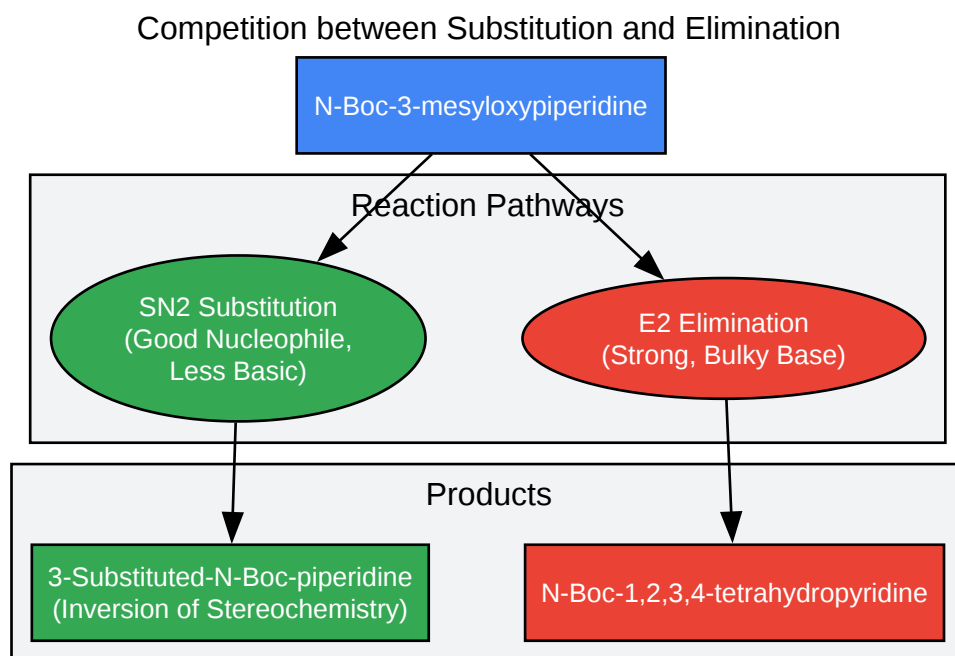 Competition between Substitution and Elimination
N-Boc-3-mesyloxypiperidine
Reaction Pathways
SN2 Substitution
(Good Nucleophile,
Less Basic)
E2 Elimination
(Strong, Bulky Base)
Products
3-Substituted-N-Boc-piperidine
(Inversion of Stereochemistry)
N-Boc-1,2,3,4-tetrahydropyridine